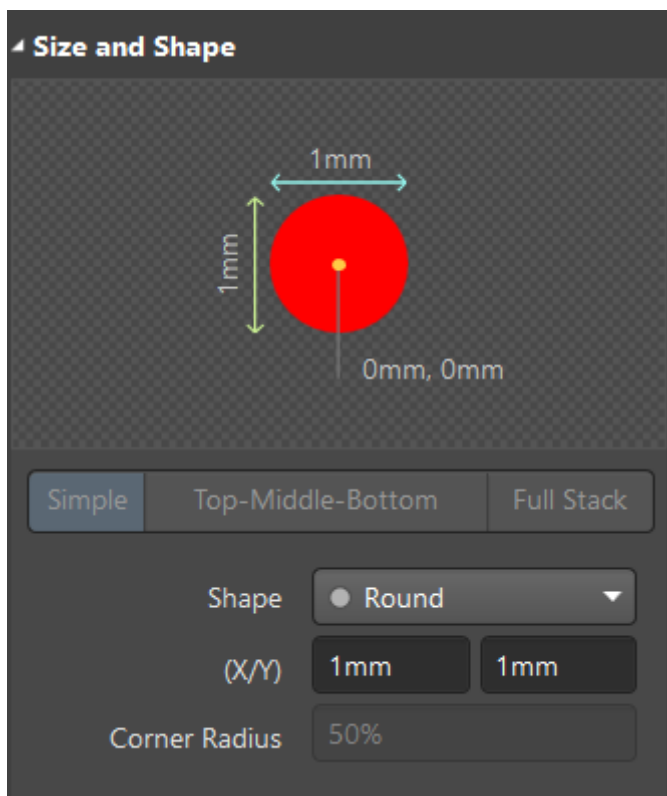 Size and Shape
1mm
1mm
0mm, 0mm
Simple Top-Middle-Bottom Full Stack
Shape Round
(X/Y) 1mm 1mm
Corner Radius 50%